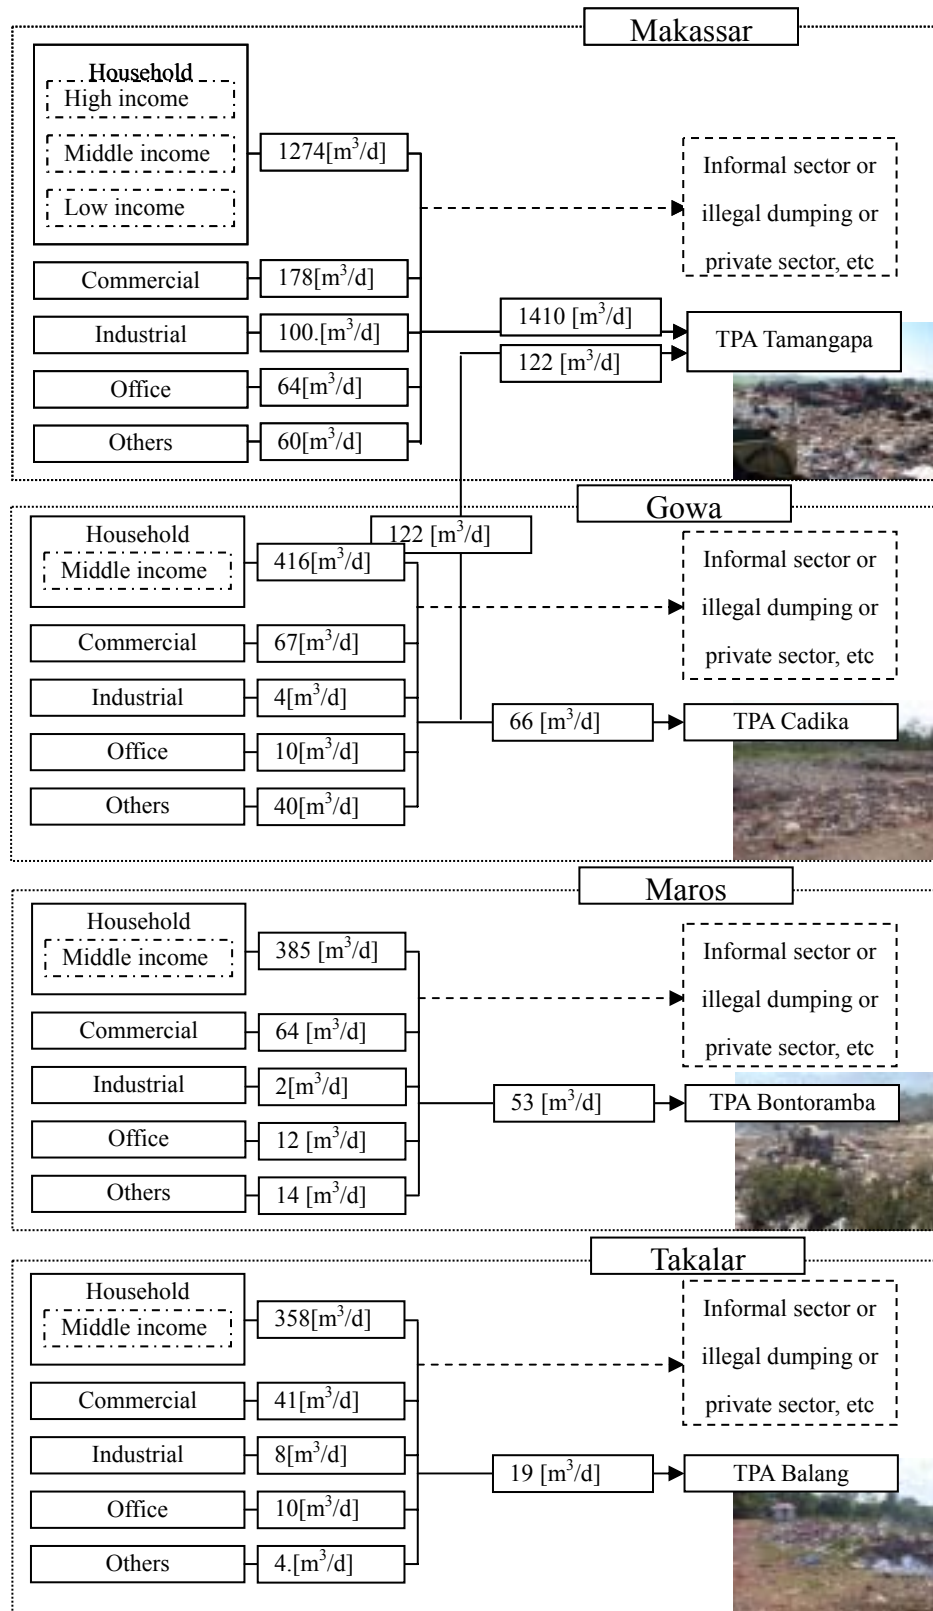 Makassar
Household
High income
Middle income
Low income
1274[m³/d]
Informal sector or
illegal dumping or
private sector, etc
Commercial
178[m³/d]
Industrial
100.[m³/d]
1410 [m³/d]
TPA Tamangapa
122 [m³/d]
Office
64[m³/d]
Others
60[m³/d]
Gowa
Household
Middle income
416[m³/d]
122 [m³/d]
Informal sector or
illegal dumping or
private sector, etc
Commercial
67[m³/d]
Industrial
4[m³/d]
66 [m³/d]
TPA Cadika
Office
10[m³/d]
Others
40[m³/d]
Maros
Household
Middle income
385 [m³/d]
Informal sector or
illegal dumping or
private sector, etc
Commercial
64 [m³/d]
Industrial
2[m³/d]
53 [m³/d]
TPA Bontoramba
Office
12 [m³/d]
Others
14 [m³/d]
Takalar
Household
Middle income
358[m³/d]
Informal sector or
illegal dumping or
private sector, etc
Commercial
41[m³/d]
Industrial
8[m³/d]
19 [m³/d]
TPA Balang
Office
10[m³/d]
Others
4.[m³/d]